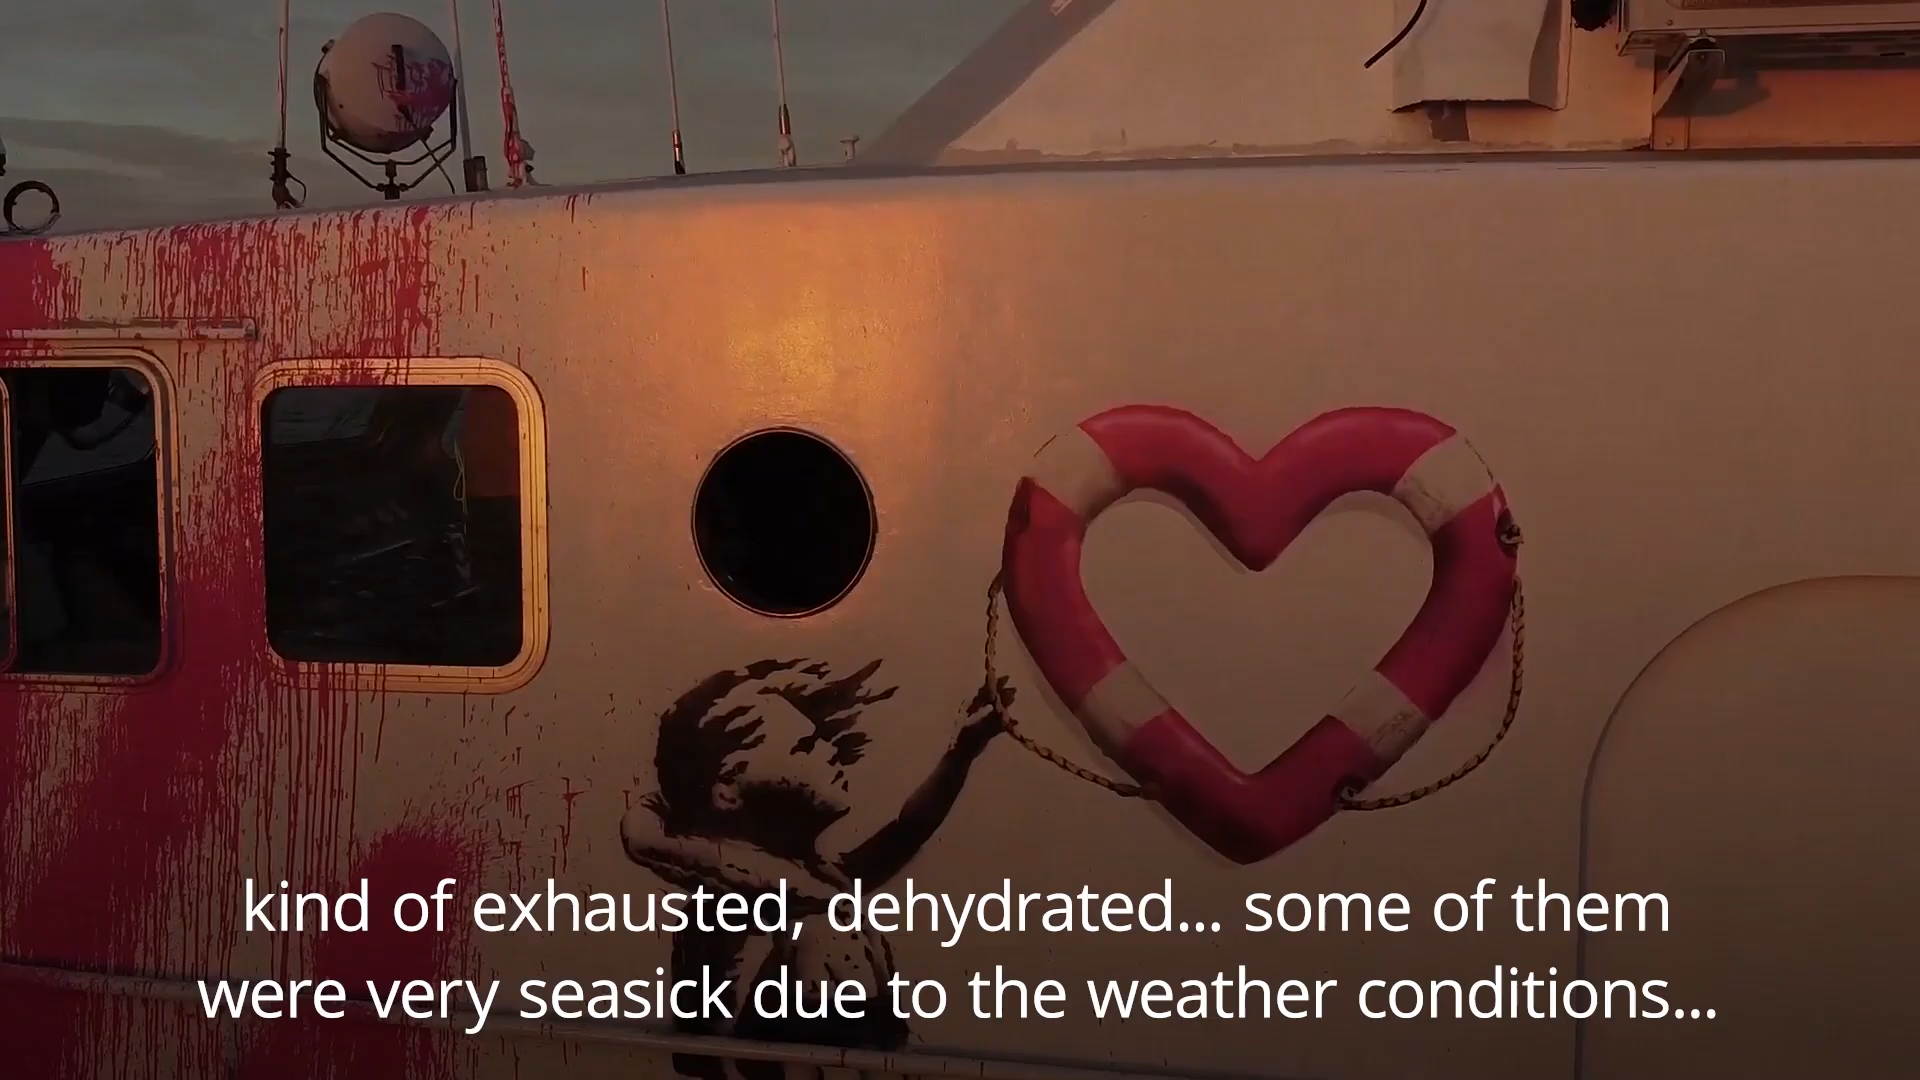 kind of exhausted, dehydrated... some of them
were very seasick due to the weather conditions...